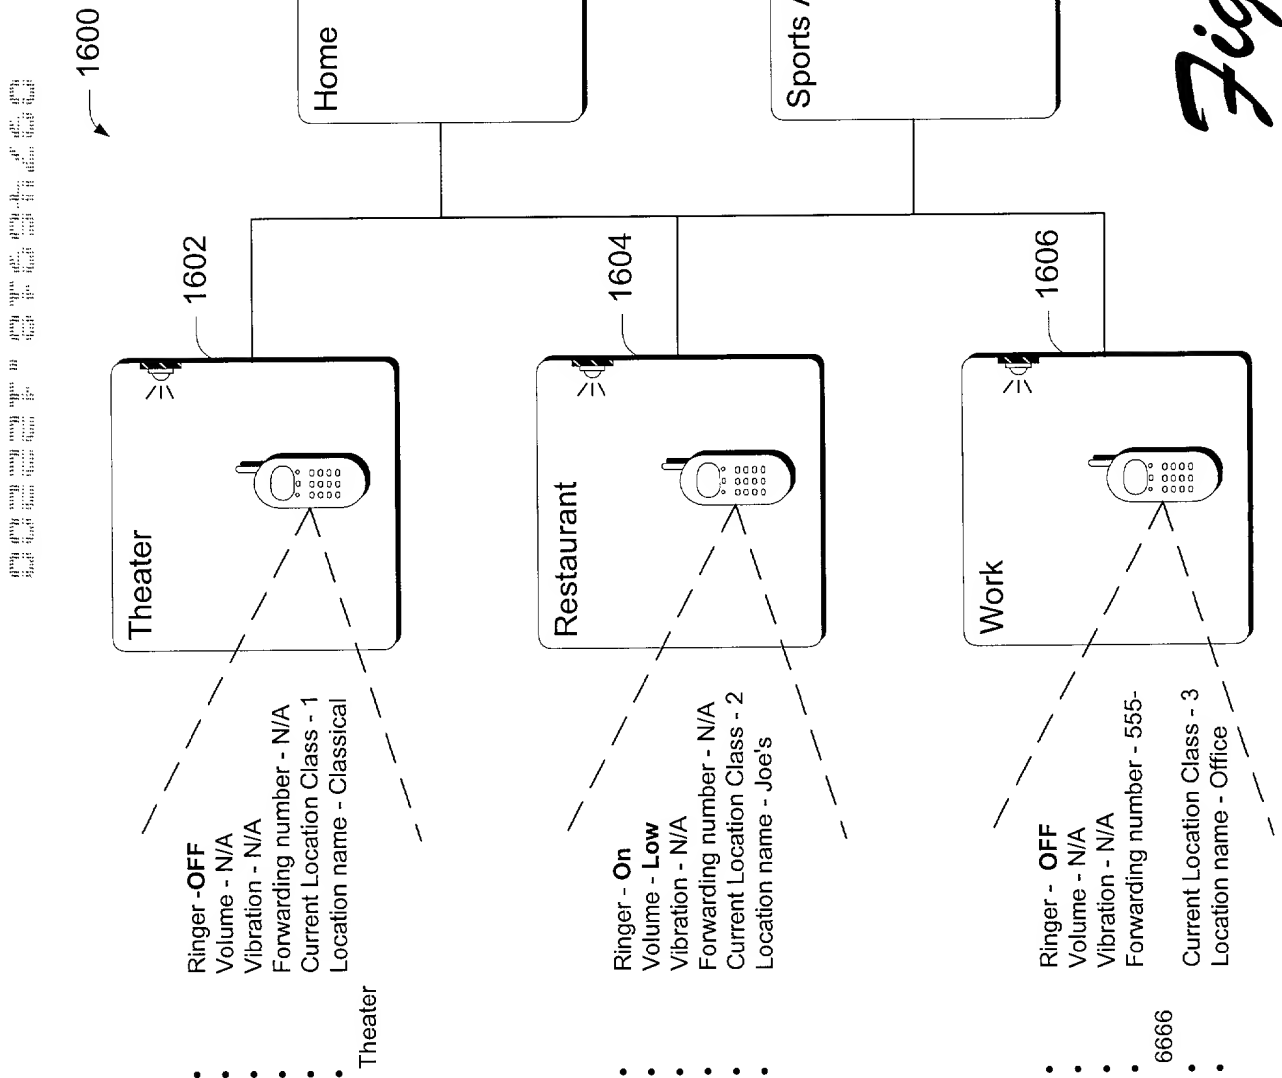 1600
Home
Sports
Theater
1602
• Ringer -OFF
• Volume - N/A
• Vibration - N/A
• Forwarding number - N/A
• Current Location Class - 1
• Location name - Classical
Theater
Restaurant
1604
• Ringer - On
• Volume - Low
• Vibration - N/A
• Forwarding number - N/A
• Current Location Class - 2
• Location name - Joe's
Work
1606
• Ringer - OFF
• Volume - N/A
• Vibration - N/A
• Forwarding number - 555-
6666
• Current Location Class - 3
• Location name - Office
Fig